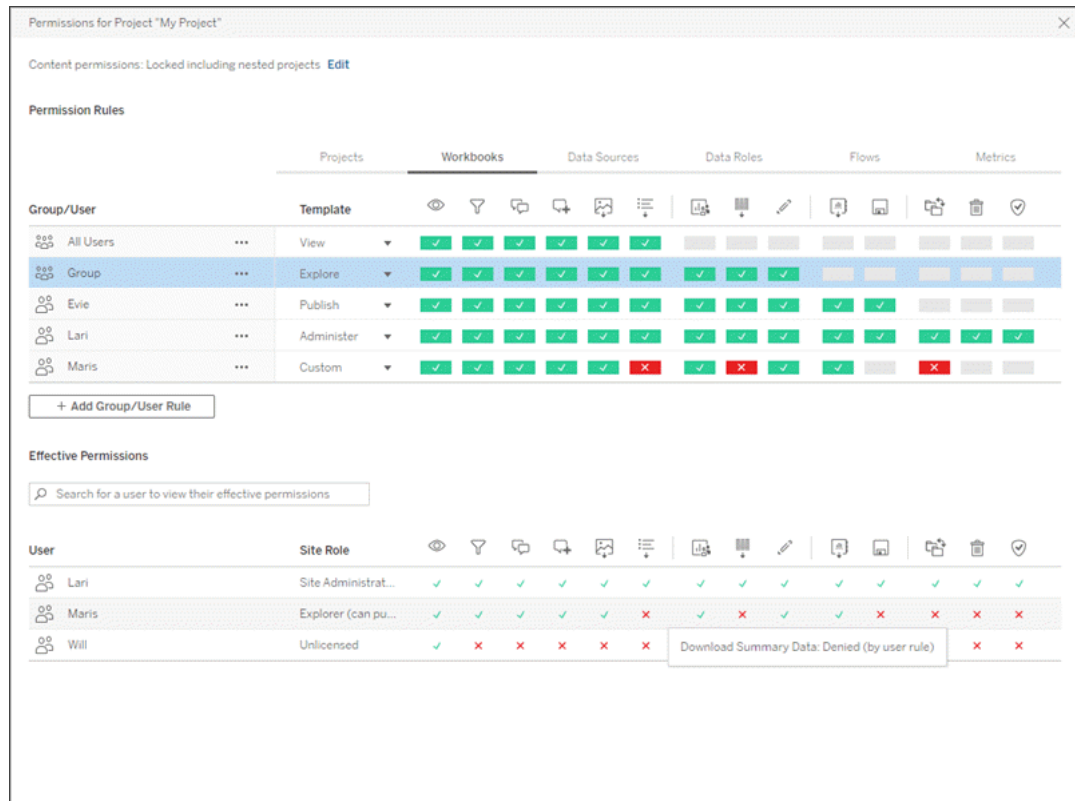 Permissions for Project "My Project"
Content permissions: Locked including nested projects Edit
Permission Rules
Projects Workbooks Data Sources Data Roles Flows Metrics
Group/User Template
All Users ... View
Group ... Explore
Evie ... Publish
Lari ... Administer
Maris ... Custom
+ Add Group/User Rule
Effective Permissions
Search for a user to view their effective permissions
User Site Role
Lari Site Administrat...
Maris Explorer (can pu...
Will Unlicensed
Download Summary Data: Denied (by user rule)